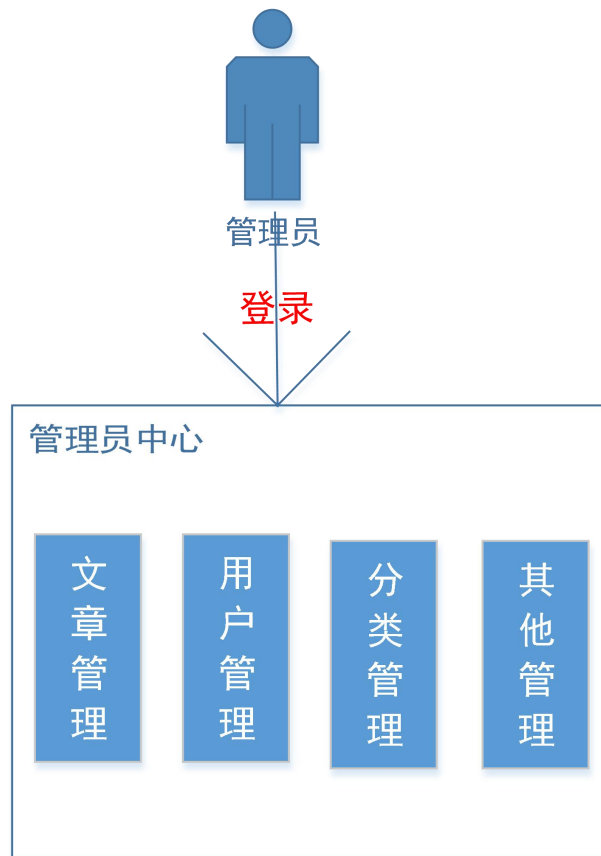 管理员
登录
管理员中心
文章管理
用户管理
分类管理
其他管理